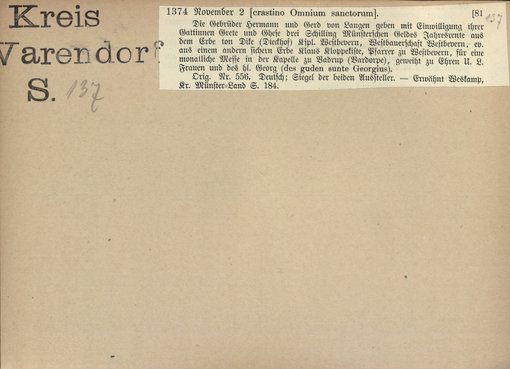 Kreis
Warendorf
S. 137
1374 November 2 [crastino Omnium sanctorum]. [81
137
Die Gebrüder Hermann und Gerd von Langen geben mit Einwilligung ihrer
Gattinnen Grete und Ghese drei Schilling Münsterschen Geldes Jahresrente aus
dem Erbe ton Dike (Dieckhof) Kspl. Westbevern, Westbauerschaft Westbevern, ev.
aus einem andern sichern Erbe Klaus Kloppekiste, Pfarrer zu Westbevern, für eine
monatliche Messe in der Kapelle zu Vadrup (Vardorpe), geweiht zu Ehren U. L.
Frauen und des hl. Georg (des guden sunte Georgius).
Orig. Nr. 556. Deutsch; Siegel der beiden Aussteller. — Erwähnt Weskamp,
Kr. Münster-Land S. 184.